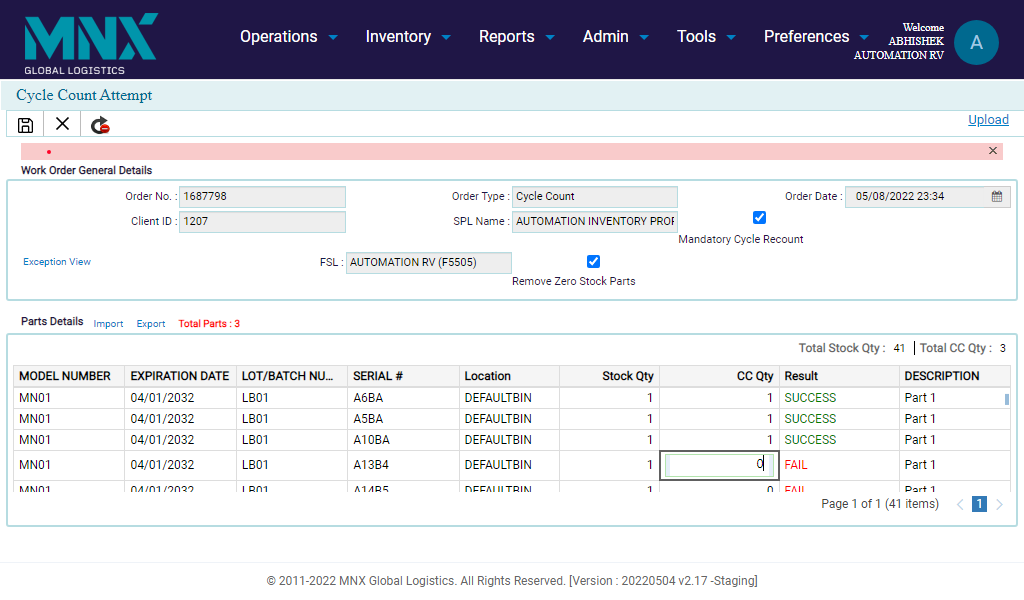 MNX
GLOBAL LOGISTICS
Operations Inventory Reports Admin Tools Preferences
Welcome
ABHISHEK
AUTOMATION RV
A
Cycle Count Attempt
Upload
Work Order General Details
Order No. : 1687798 Order Type : Cycle Count Order Date : 05/08/2022 23:34
Client ID : 1207 SPL Name : AUTOMATION INVENTORY
Mandatory Cycle Recount
Exception View FSL : AUTOMATION RV (F5505)
Remove Zero Stock Parts
Parts Details Import Export Total Parts : 3
Total Stock Qty : 41 Total CC Qty : 3
MODEL NUMBER EXPIRATION DATE LOT/BATCH NU... SERIAL # Location Stock Qty CC Qty Result DESCRIPTION
MN01 04/01/2032 LB01 A6BA DEFAULTBIN 1 1 SUCCESS Part 1
MN01 04/01/2032 LB01 A5BA DEFAULTBIN 1 1 SUCCESS Part 1
MN01 04/01/2032 LB01 A10BA DEFAULTBIN 1 1 SUCCESS Part 1
MN01 04/01/2032 LB01 A13B4 DEFAULTBIN 1 0 FAIL Part 1
MN01 04/01/2032 LB01 A14B5 DEFAULTBIN 1 0 FAIL Part 1
Page 1 of 1 (41 items) 1
© 2011-2022 MNX Global Logistics. All Rights Reserved. [Version : 20220504 v2.17 -Staging]